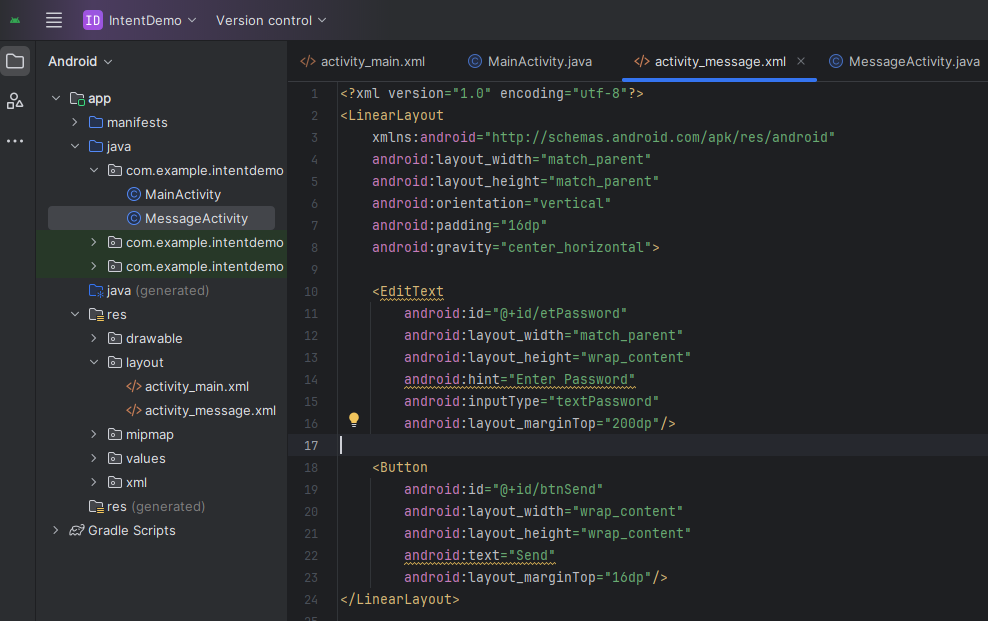 ID IntentDemo Version control
Android
app
manifests
java
com.example.intentdemo
MainActivity
MessageActivity
com.example.intentdemo
com.example.intentdemo
java (generated)
res
drawable
layout
activity_main.xml
activity_message.xml
mipmap
values
xml
res (generated)
Gradle Scripts
activity_main.xml MainActivity.java activity_message.xml MessageActivity.java
1 <?xml version="1.0" encoding="utf-8"?>
2 <LinearLayout
3 xmlns:android="http://schemas.android.com/apk/res/android"
4 android:layout_width="match_parent"
5 android:layout_height="match_parent"
6 android:orientation="vertical"
7 android:padding="16dp"
8 android:gravity="center_horizontal">
9
10 <EditText
11 android:id="@+id/etPassword"
12 android:layout_width="match_parent"
13 android:layout_height="wrap_content"
14 android:hint="Enter Password"
15 android:inputType="textPassword"
16 android:layout_marginTop="200dp"/>
17
18 <Button
19 android:id="@+id/btnSend"
20 android:layout_width="wrap_content"
21 android:layout_height="wrap_content"
22 android:text="Send"
23 android:layout_marginTop="16dp"/>
24 </LinearLayout>
25